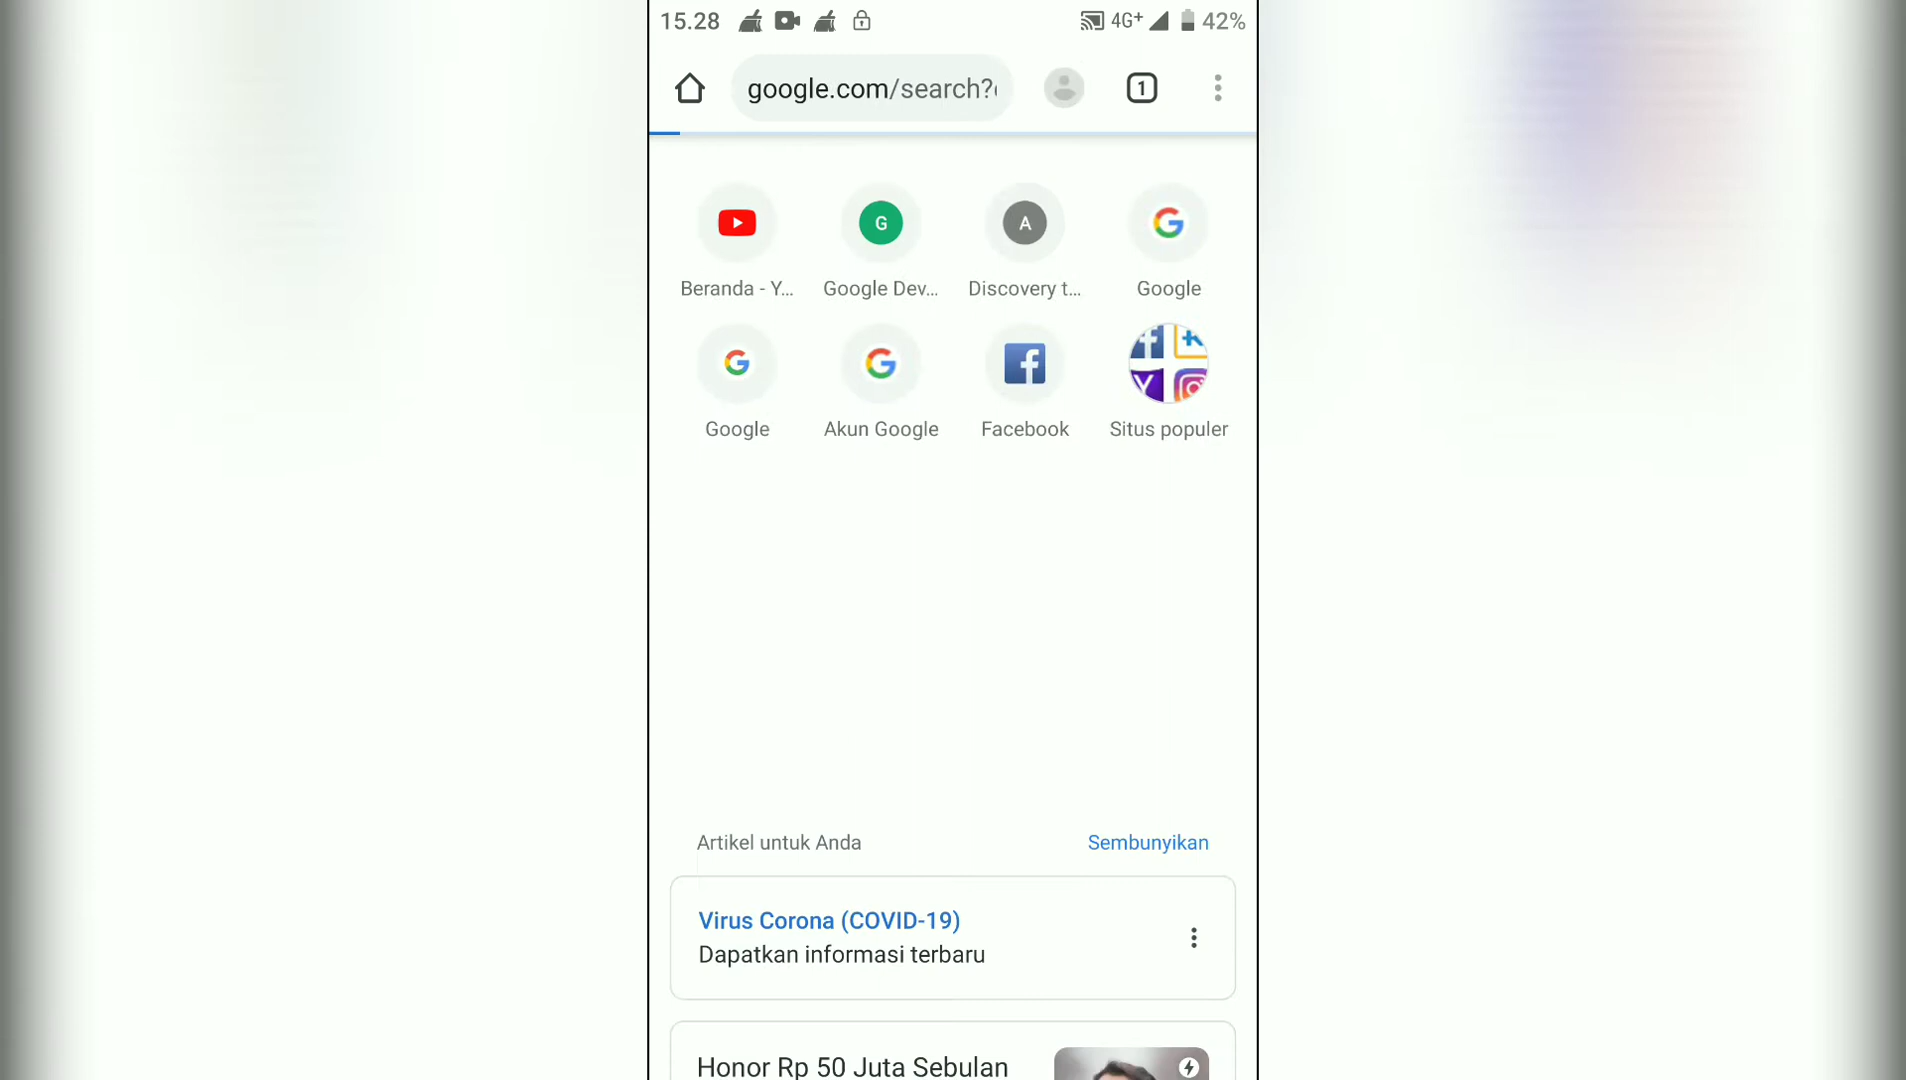 15.28 4G+ 42%
google.com/search?
1
G A
Beranda - Y... Google Dev... Discovery t... Google
Google Akun Google Facebook Situs populer
Artikel untuk Anda Sembunyikan
Virus Corona (COVID-19)
Dapatkan informasi terbaru
Honor Rp 50 Juta Sebulan